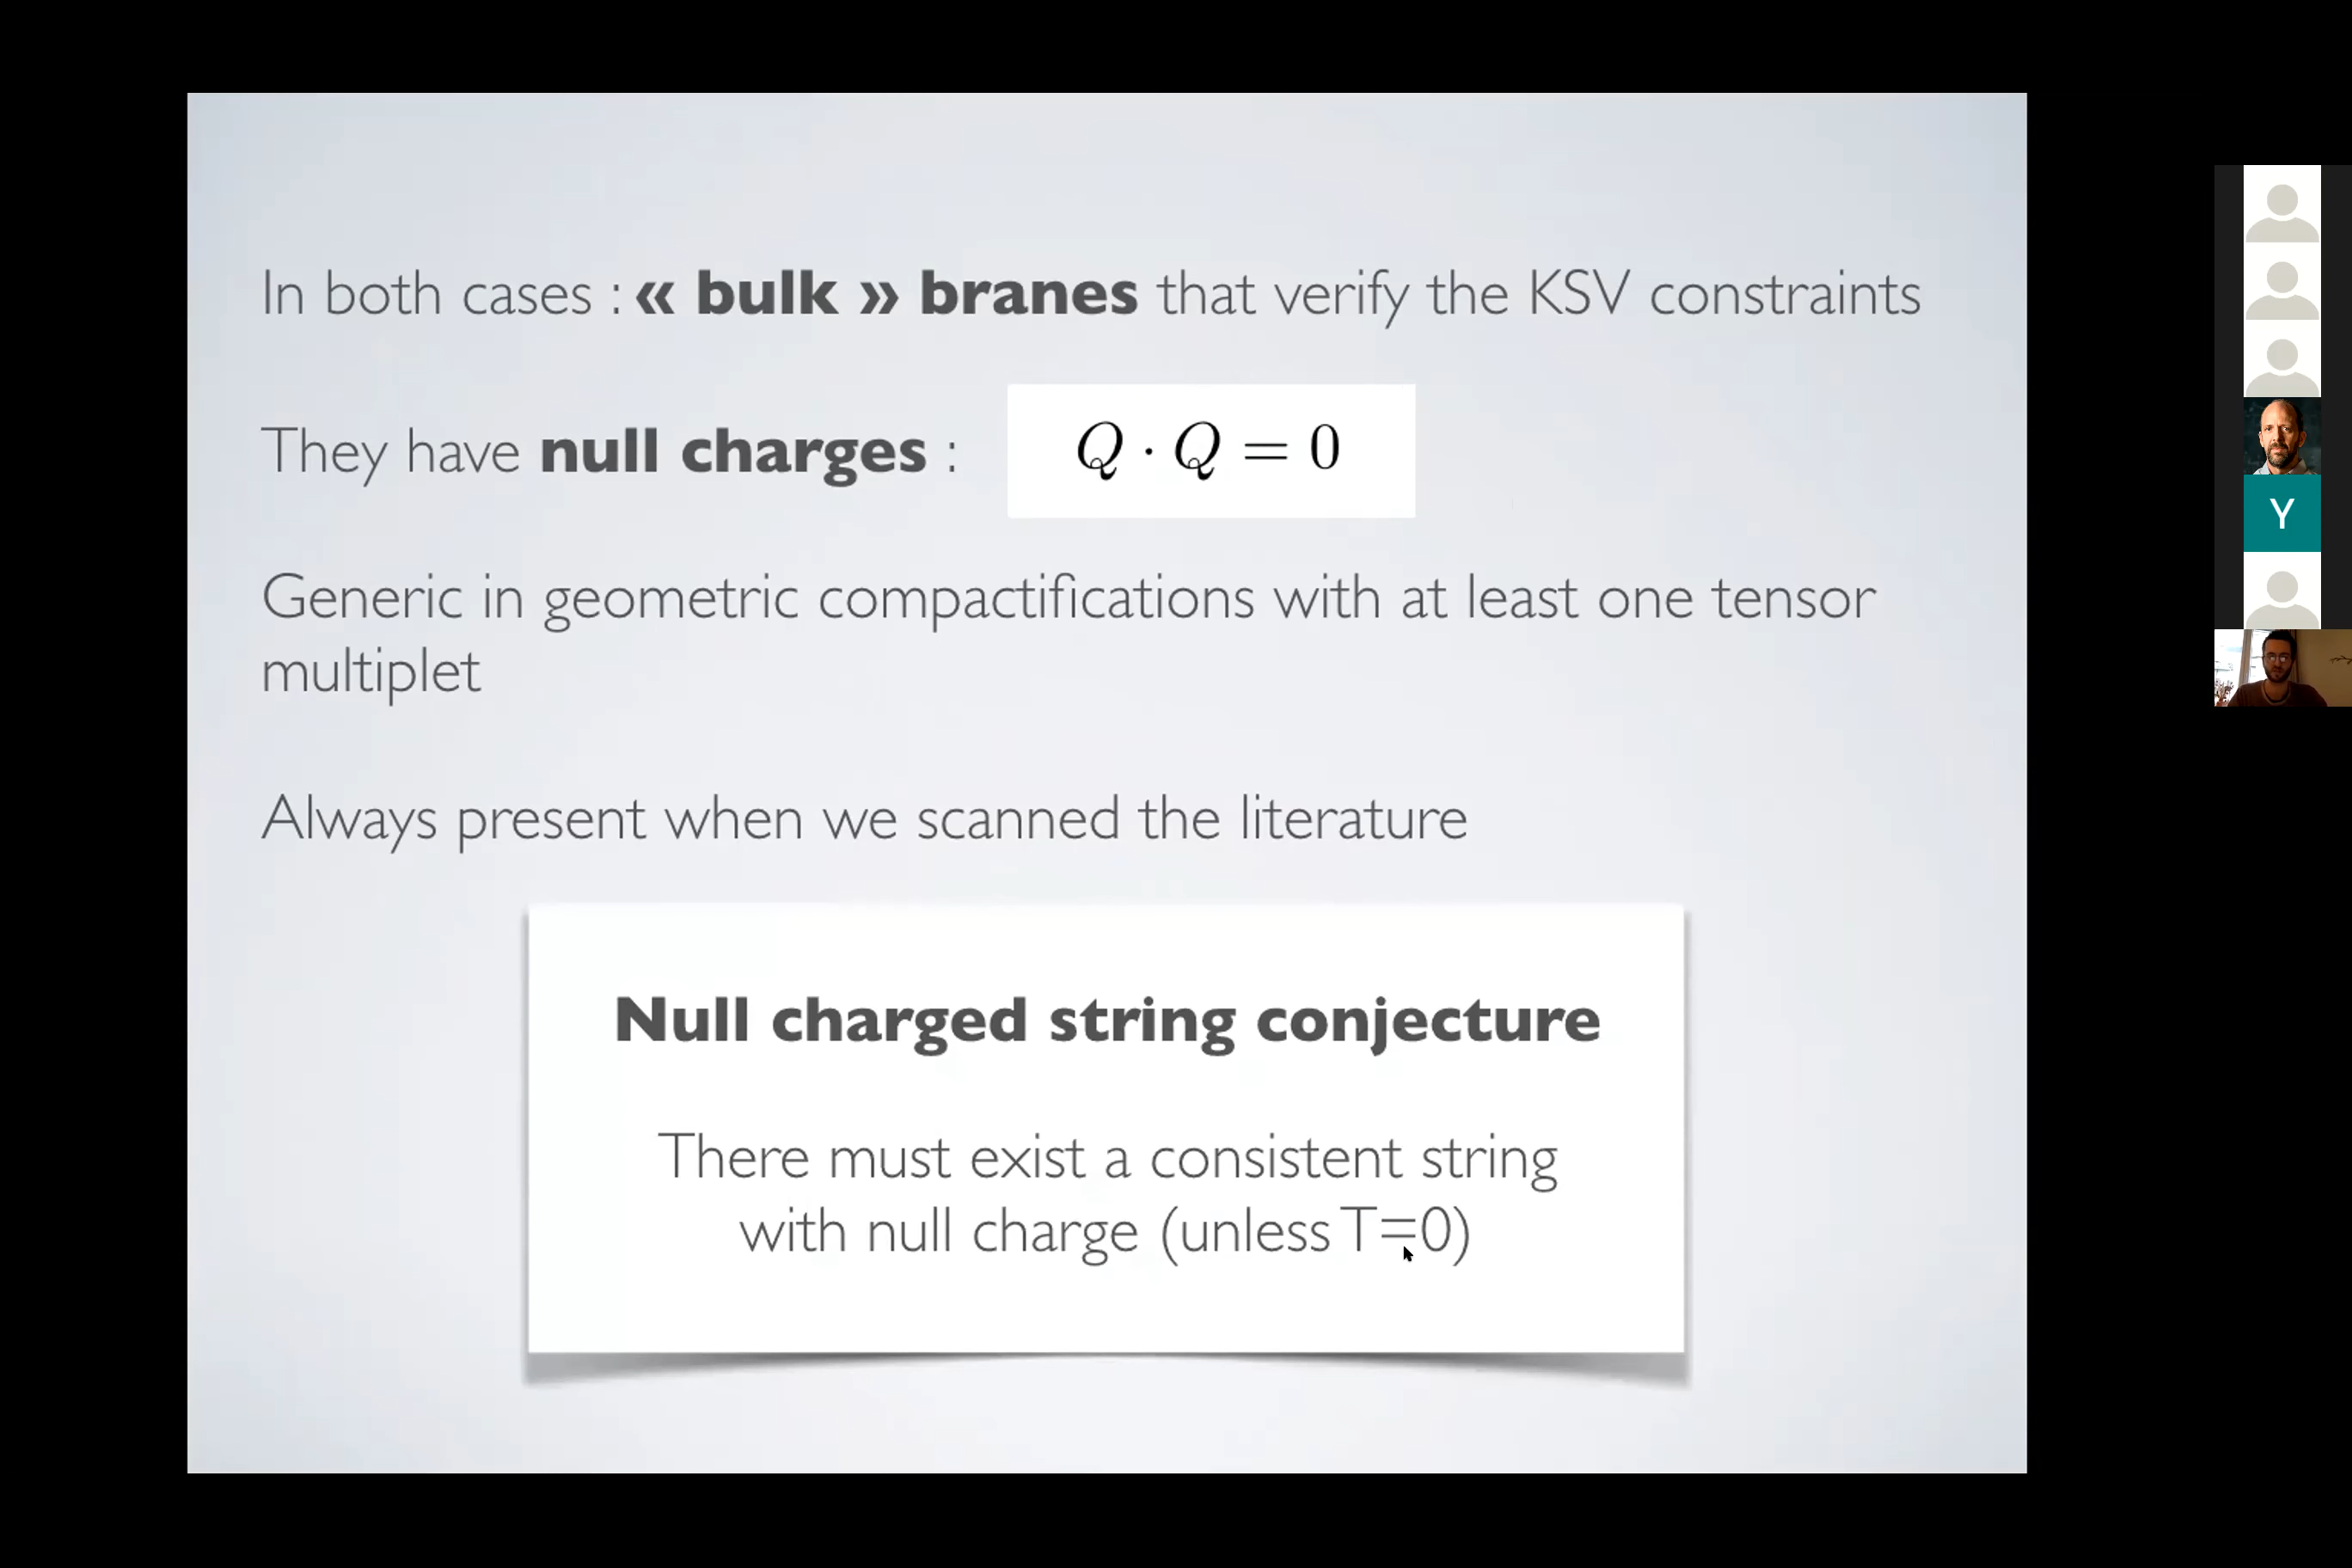 In both cases : « bulk » branes that verify the KSV constraints
They have null charges :
Q · Q = 0
Generic in geometric compactifications with at least one tensor
multiplet
Always present when we scanned the literature
Null charged string conjecture
There must exist a consistent string
with null charge (unless T=0)
Y